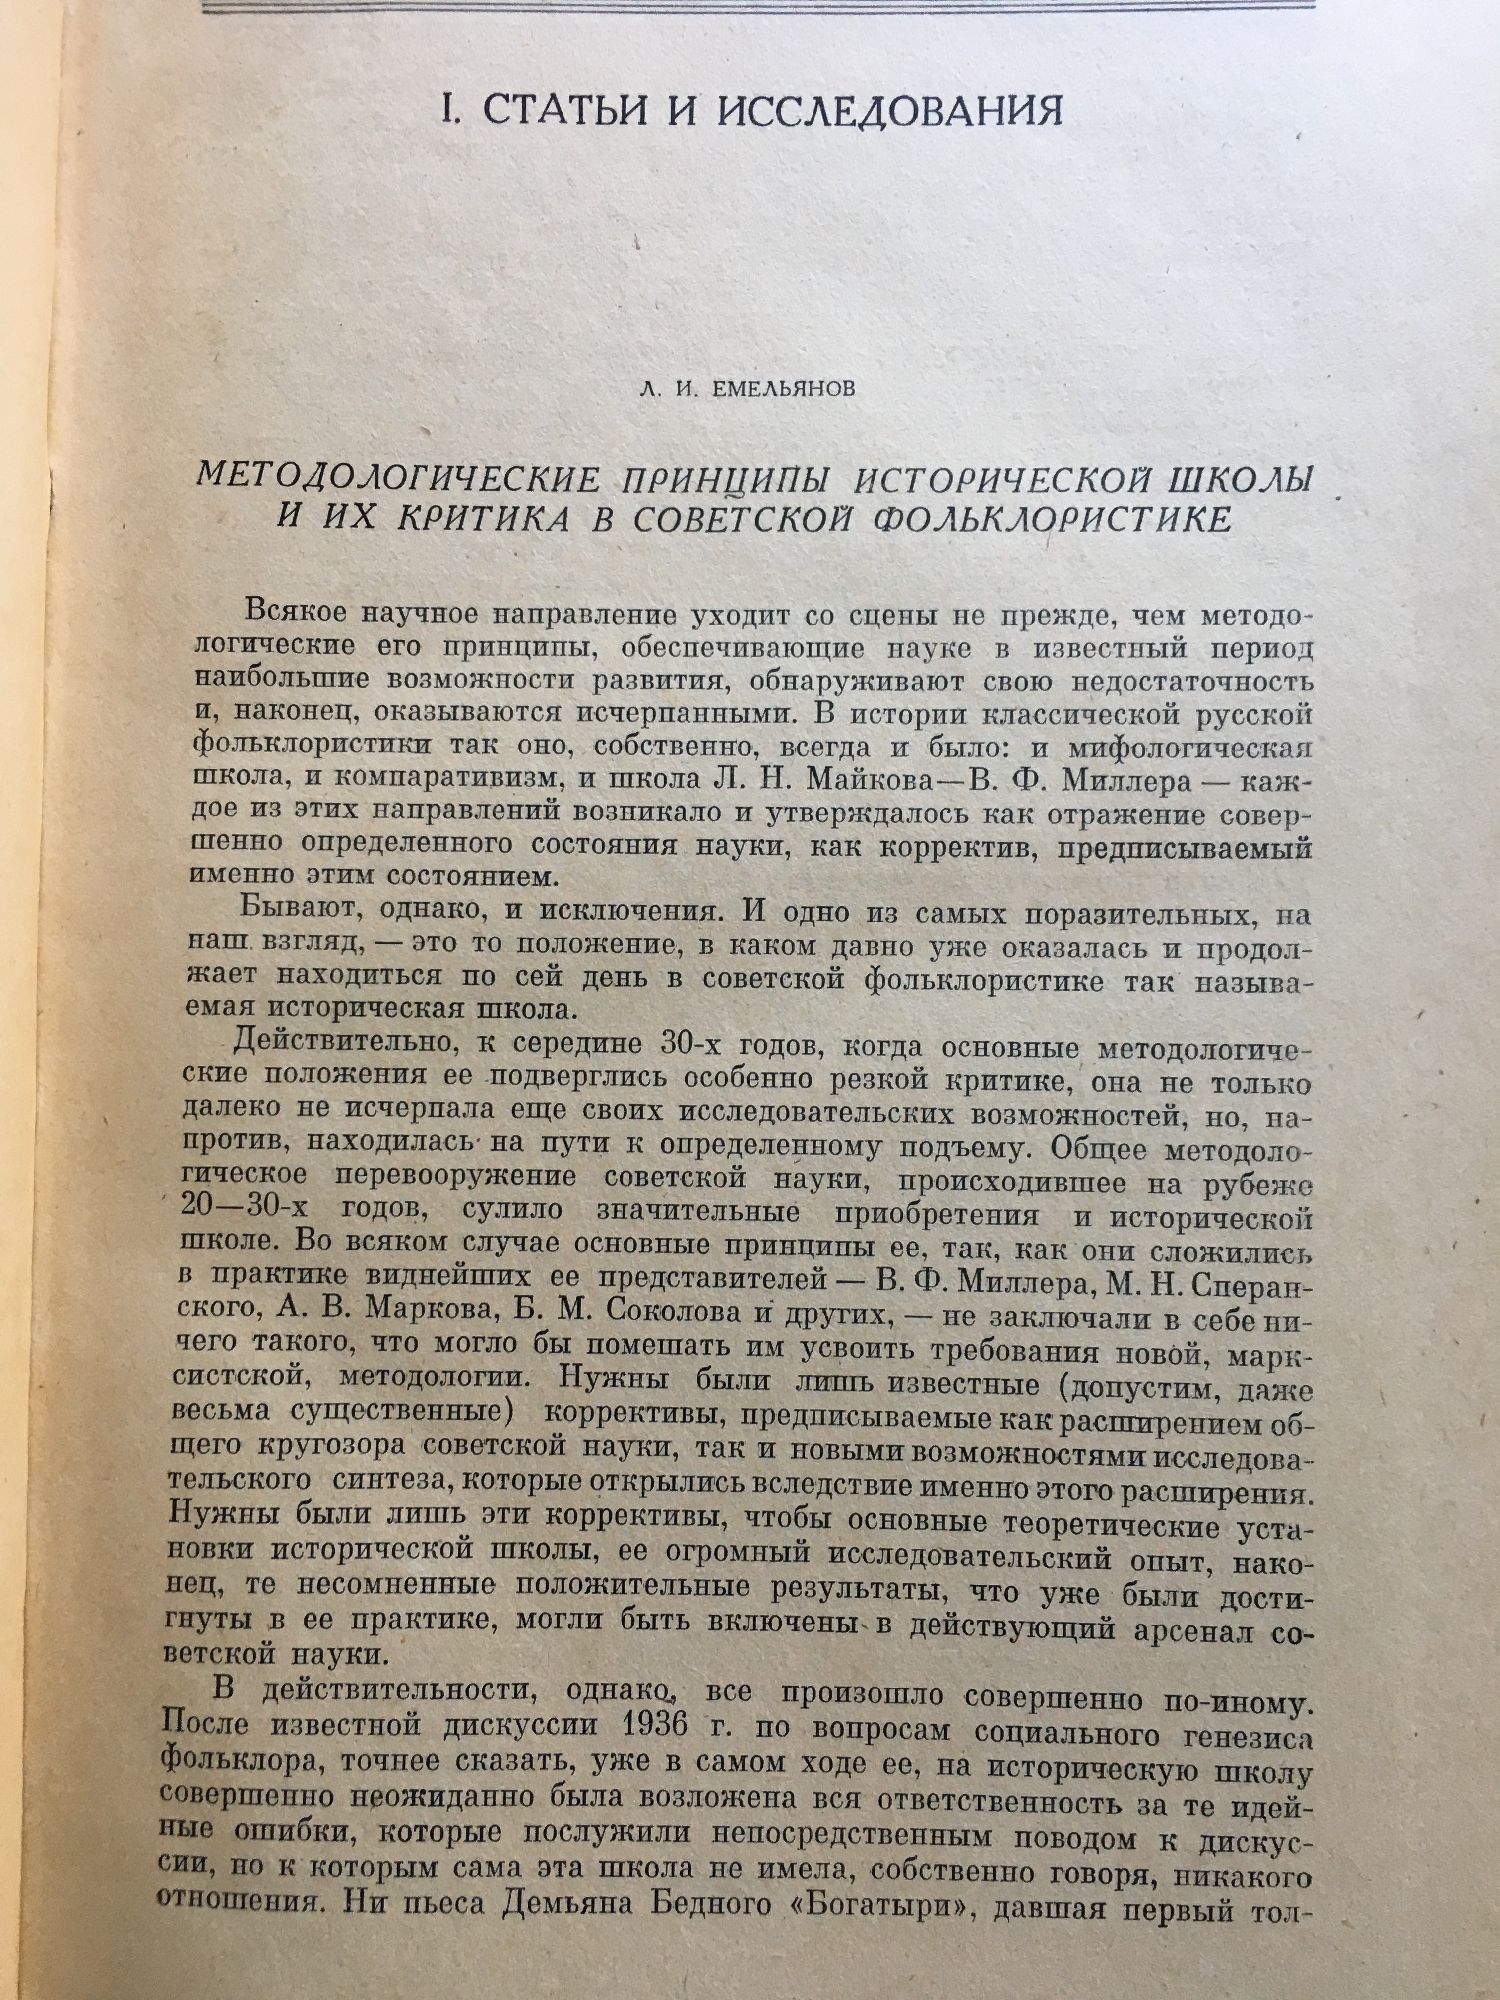 I. СТАТЬИ И ИССЛЕДОВАНИЯ
Л. И. ЕМЕЛЬЯНОВ
МЕТОДОЛОГИЧЕСКИЕ ПРИНЦИПЫ ИСТОРИЧЕСКОЙ ШКОЛЫ
И ИХ КРИТИКА В СОВЕТСКОЙ ФОЛЬКЛОРИСТИКЕ
Всякое научное направление уходит со сцены не прежде, чем методо-
логические его принципы, обеспечивающие науке в известный период
наибольшие возможности развития, обнаруживают свою недостаточность
и, наконец, оказываются исчерпанными. В истории классической русской
фольклористики так оно, собственно, всегда и было: и мифологическая
школа, и компаративизм, и школа Л. Н. Майкова—В. Ф. Миллера — каж-
дое из этих направлений возникало и утверждалось как отражение совер-
шенно определенного состояния науки, как корректив, предписываемый
именно этим состоянием.
Бывают, однако, и исключения. И одно из самых поразительных, на
наш взгляд, — это то положение, в каком давно уже оказалась и продол-
жает находиться по сей день в советской фольклористике так называ-
емая историческая школа.
Действительно, к середине 30-х годов, когда основные методологиче-
ские положения ее подверглись особенно резкой критике, она не только
далеко не исчерпала еще своих исследовательских возможностей, но, на-
против, находилась на пути к определенному подъему. Общее методоло-
гическое перевооружение советской науки, происходившее на рубеже
20—30-х годов, сулило значительные приобретения и исторической
школе. Во всяком случае основные принципы ее, так, как они сложились
в практике виднейших ее представителей — В. Ф. Миллера, М. Н. Сперан-
ского, А. В. Маркова, Б. М. Соколова и других, — не заключали в себе ни-
чего такого, что могло бы помешать им усвоить требования новой, марк-
систской, методологии. Нужны были лишь известные (допустим, даже
весьма существенные) коррективы, предписываемые как расширением об-
щего кругозора советской науки, так и новыми возможностями исследова-
тельского синтеза, которые открылись вследствие именно этого расширения.
Нужны были лишь эти коррективы, чтобы основные теоретические уста-
новки исторической школы, ее огромный исследовательский опыт, нако-
нец, те несомненные положительные результаты, что уже были дости-
гнуты в ее практике, могли быть включены в действующий арсенал со-
ветской науки.
В действительности, однако, все произошло совершенно по-иному.
После известной дискуссии 1936 г. по вопросам социального генезиса
фольклора, точнее сказать, уже в самом ходе ее, на историческую школу
совершенно неожиданно была возложена вся ответственность за те идей-
ные ошибки, которые послужили непосредственным поводом к дискус-
сии, но к которым сама эта школа не имела, собственно говоря, никакого
отношения. Ни пьеса Демьяна Бедного «Богатыри», давшая первый тол-